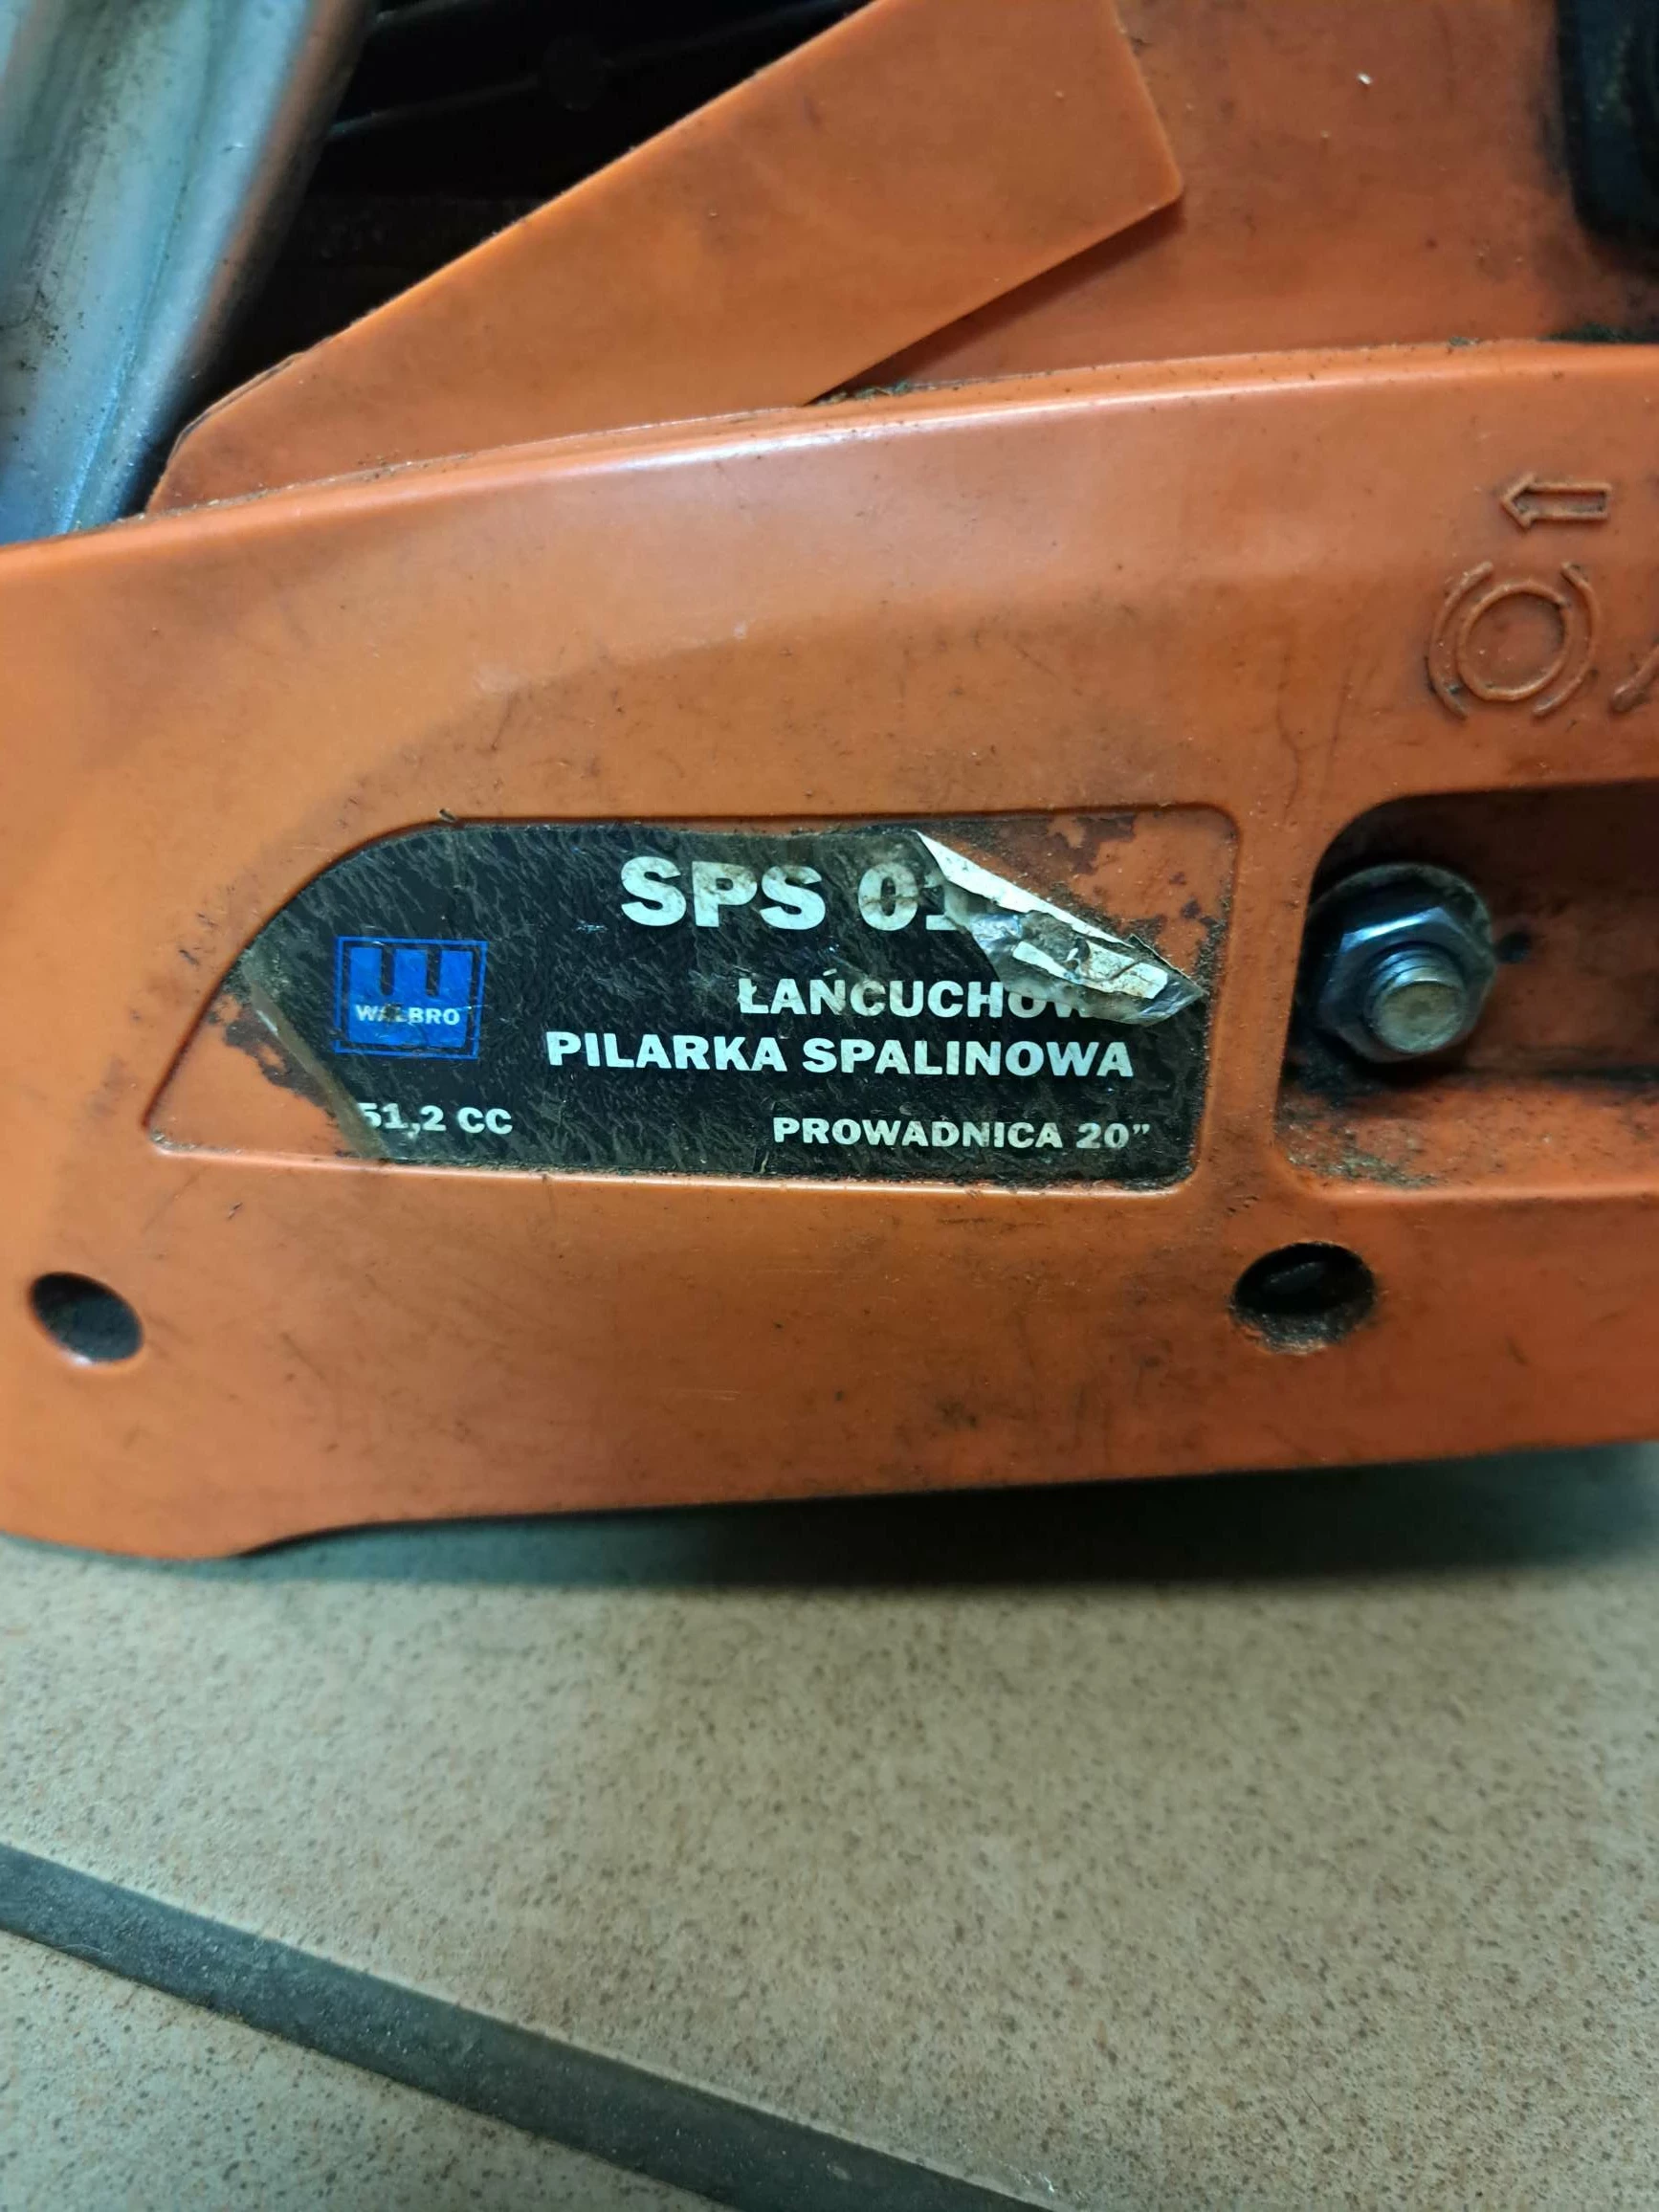 SPS 01
WALBRO
ŁAŃCUCHOW
PILARKA SPALINOWA
51,2 CC
PROWADNICA 20”